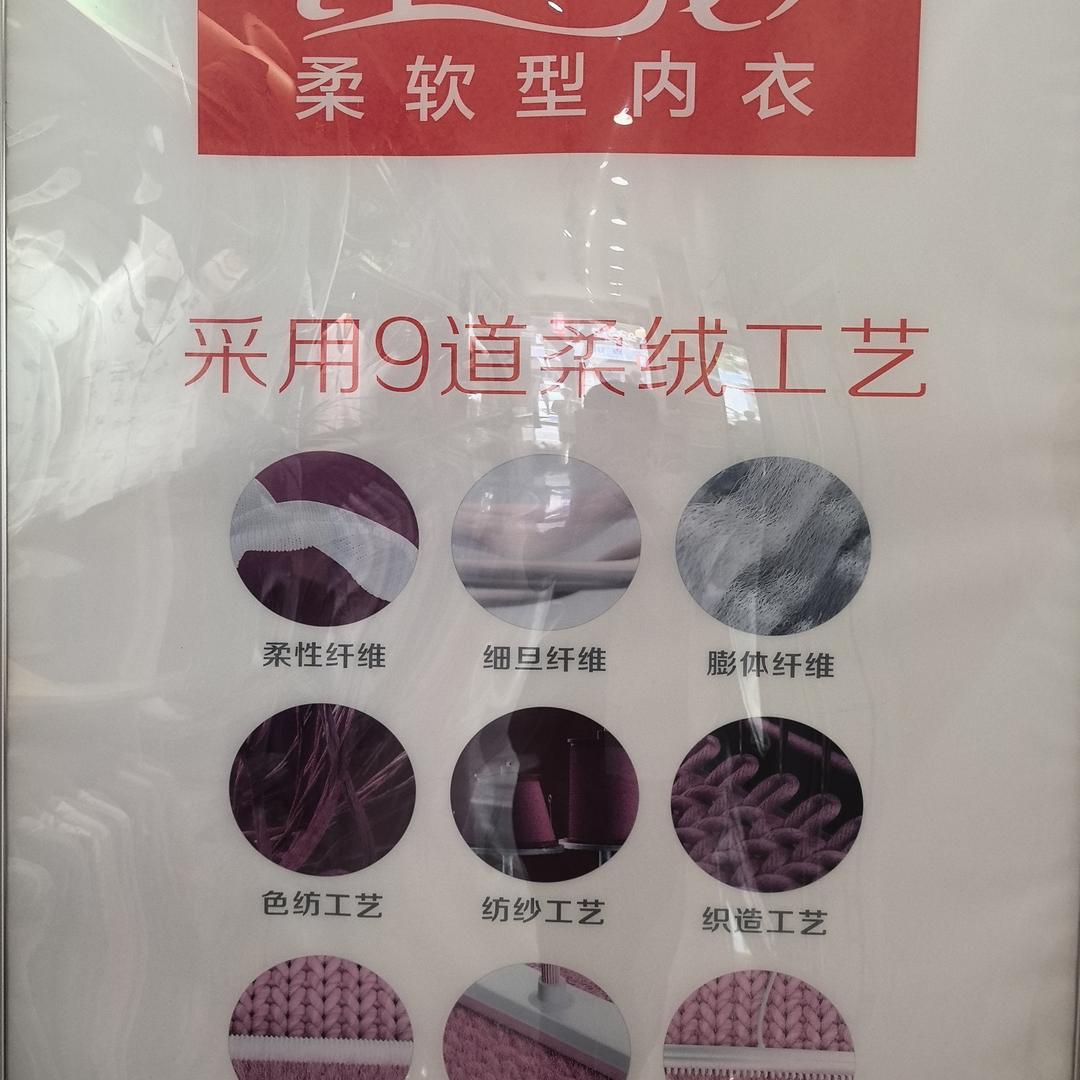 柔软型内衣
采用9道柔绒工艺
柔性纤维 细旦纤维 膨体纤维
色纺工艺 纺纱工艺 织造工艺